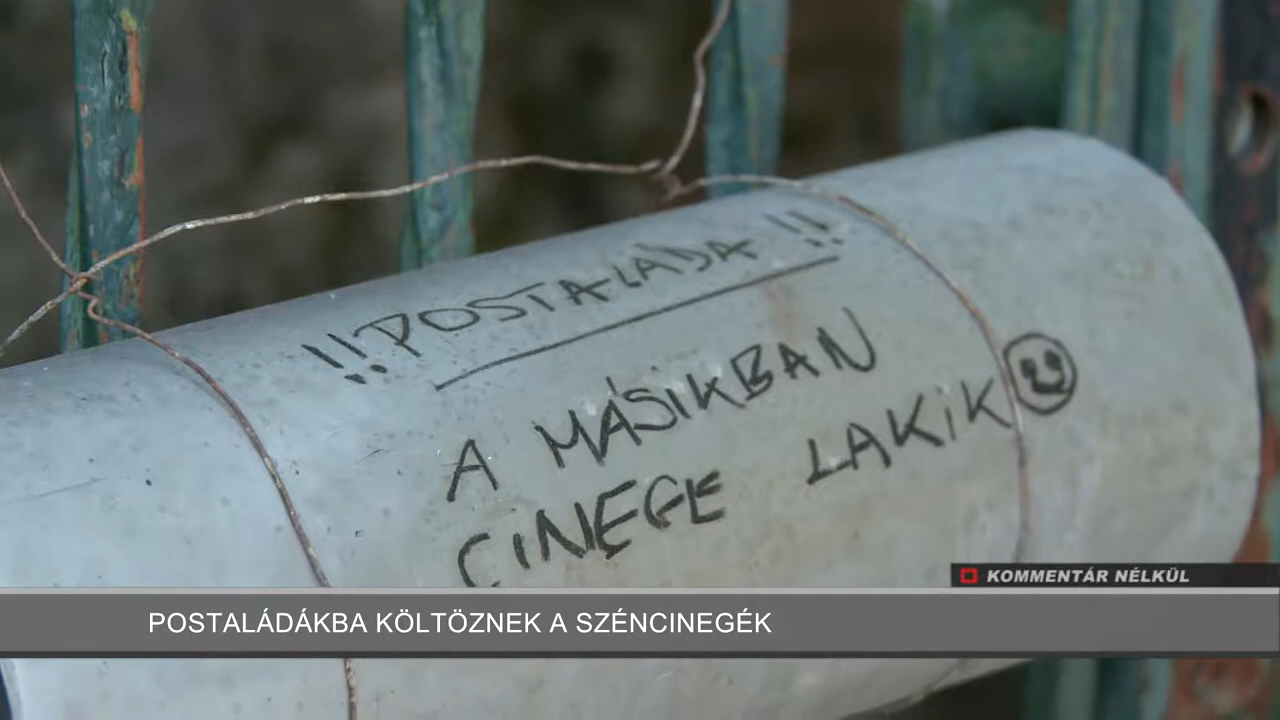 !!POSTALÁDA!!
A MÁSIKBAN
CINEGE LAKIK
KOMMENTÁR NÉLKÜL
POSTALÁDÁKBA KÖLTÖZNEK A SZÉNCINEGÉK